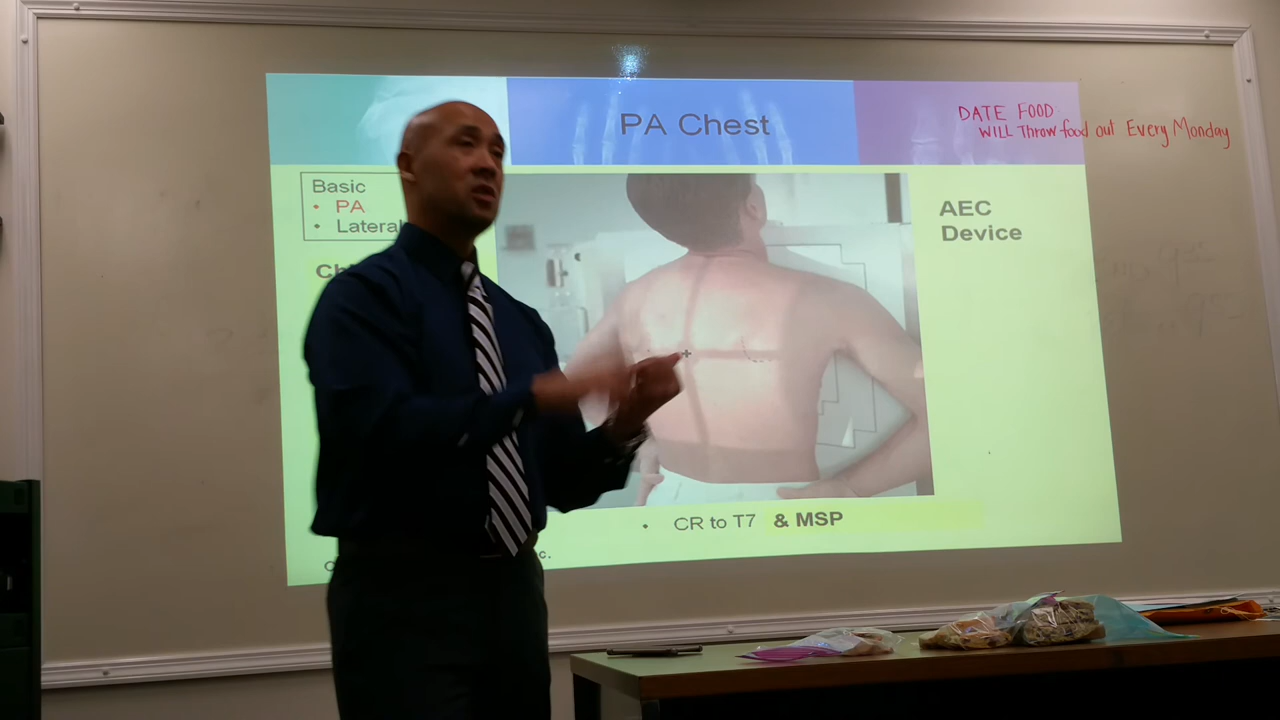 PA Chest
DATE FOOD:
WILL Throw food out Every Monday
Basic
• PA
• Lateral
AEC
Device
• CR to T7 & MSP
c.